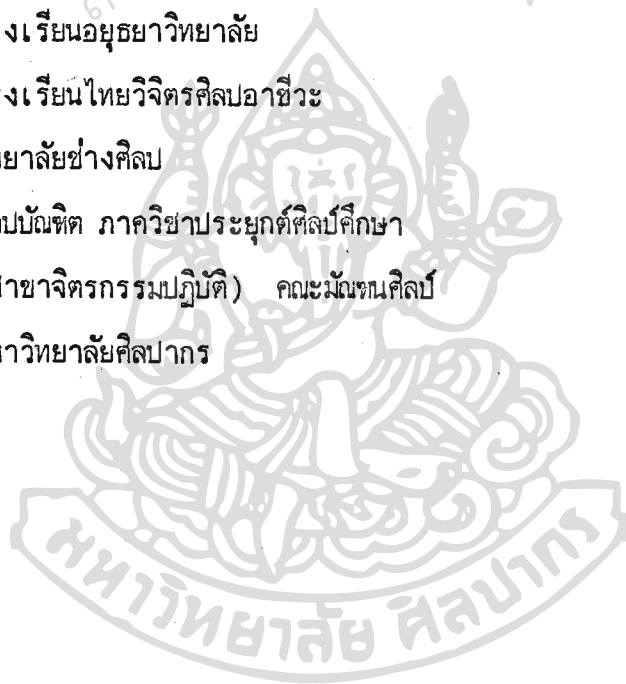 งเรียนอยุธยาวิทยาลัย
งเรียนไทยวิจิตรศิลปอาชีวะ
ยาลัยช่างศิลป
ปบัณฑิต ภาควิชาประยุกต์ศิลป์ศึกษา
าขาจิตรกรรมปฏิบัติ) คณะมัณฑนศิลป์
าวิทยาลัยศิลปากร
มหาวิทยาลัย ศิลปากร